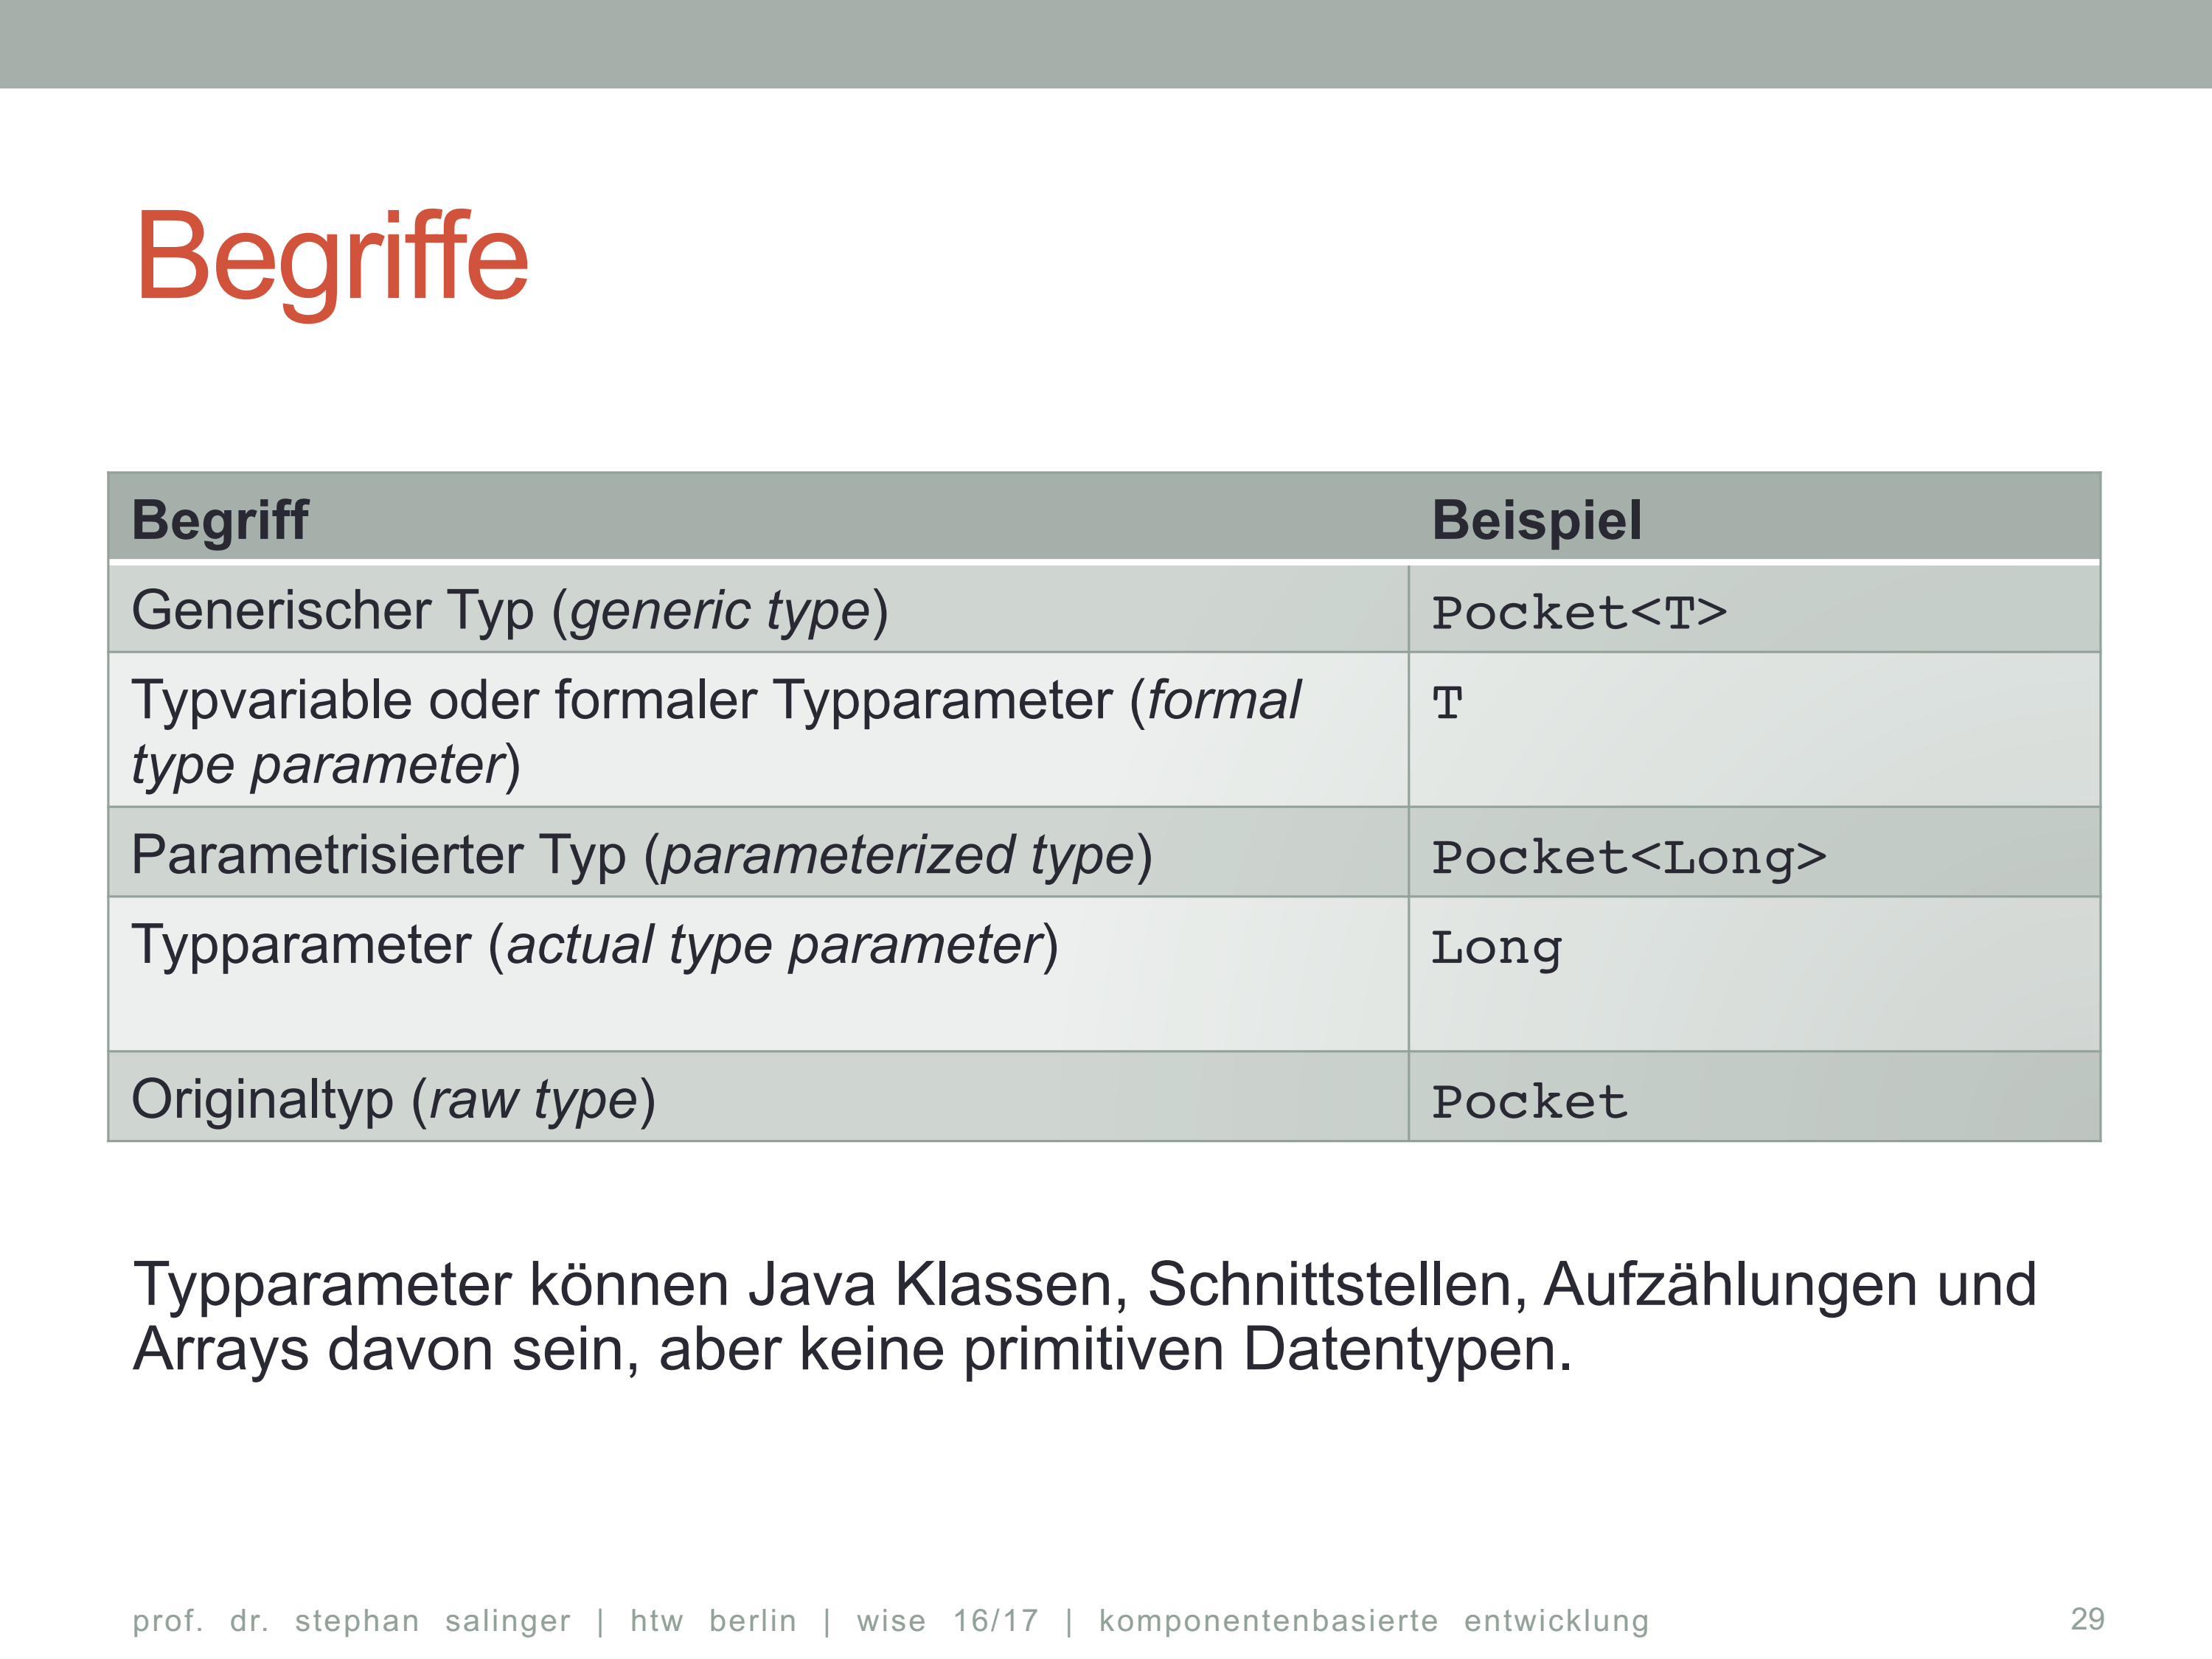 Begriffe
Begriff Beispiel
Generischer Typ (generic type) Pocket<T>
Typvariable oder formaler Typparameter (formal T
type parameter)
Parametrisierter Typ (parameterized type) Pocket<Long>
Typparameter (actual type parameter) Long
Originaltyp (raw type) Pocket
Typparameter können Java Klassen, Schnittstellen, Aufzählungen und
Arrays davon sein, aber keine primitiven Datentypen.
prof. dr. stephan salinger | htw berlin | wise 16/17 | komponentenbasierte entwicklung 29